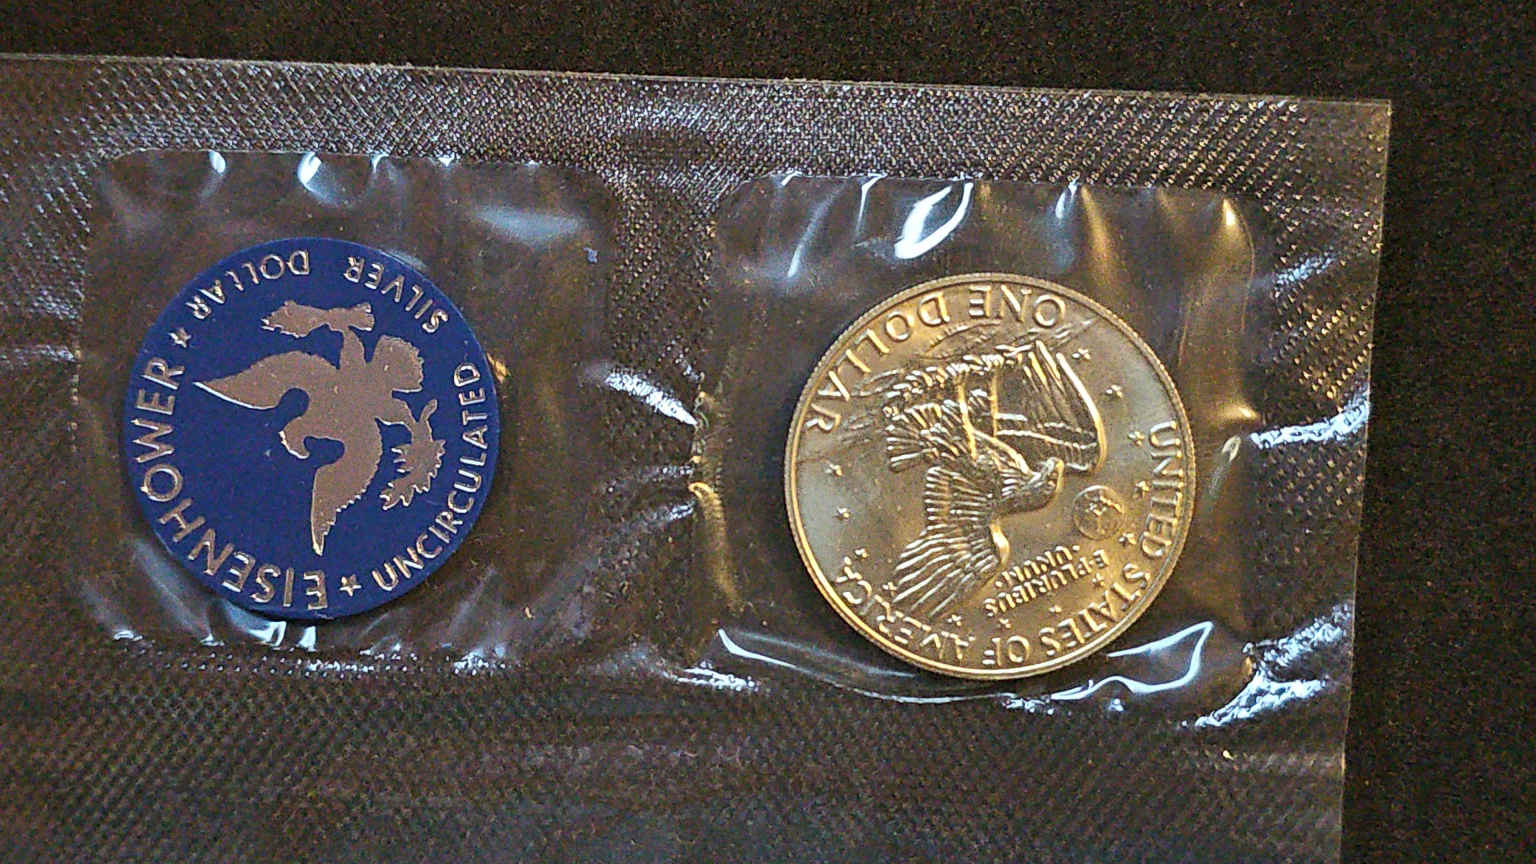 EISENHOWER
SILVER DOLLAR
★ UNCIRCULATED ★
UNITED STATES OF AMERICA
E·PLURIBUS
·UNUM·
ONE DOLLAR